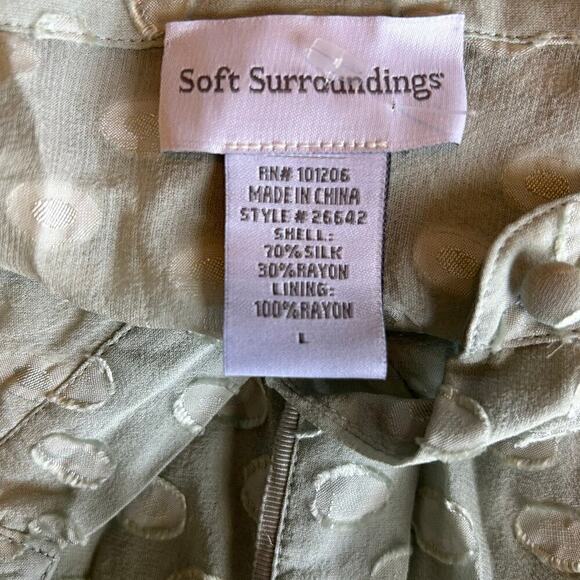 Soft Surroundings
RN# 101206
MADE IN CHINA
STYLE # 26642
SHELL:
70% SILK
30% RAYON
LINING:
100% RAYON
L